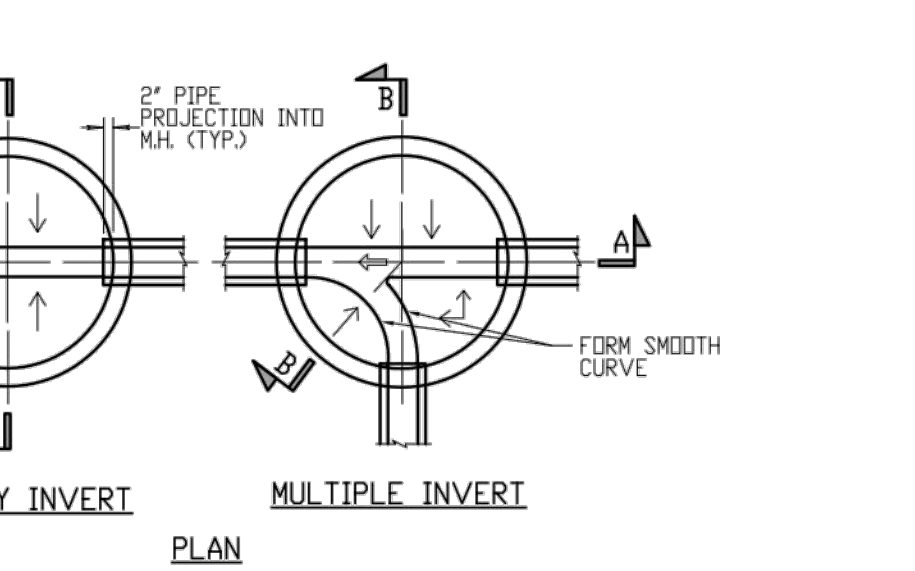 B
2" PIPE
PROJECTION INTO
M.H. (TYP.)
A
B
FORM SMOOTH
CURVE
Y INVERT
MULTIPLE INVERT
PLAN